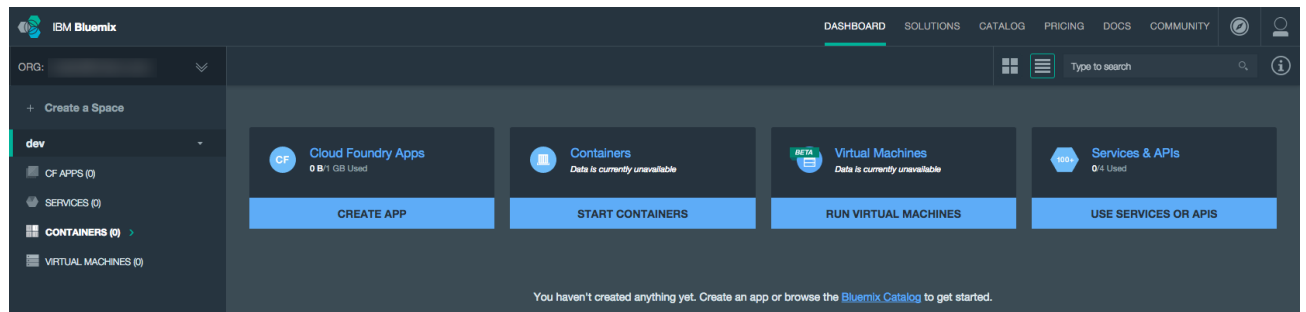 IBM Bluemix
DASHBOARD SOLUTIONS CATALOG PRICING DOCS COMMUNITY
ORG:
Type to search
+ Create a Space
dev
CF APPS (0)
SERVICES (0)
CONTAINERS (0) >
VIRTUAL MACHINES (0)
CF
Cloud Foundry Apps
0 B/1 GB Used
CREATE APP
Containers
Data is currently unavailable
START CONTAINERS
BETA
Virtual Machines
Data is currently unavailable
RUN VIRTUAL MACHINES
100+
Services & APIs
0/4 Used
USE SERVICES OR APIS
You haven't created anything yet. Create an app or browse the Bluemix Catalog to get started.